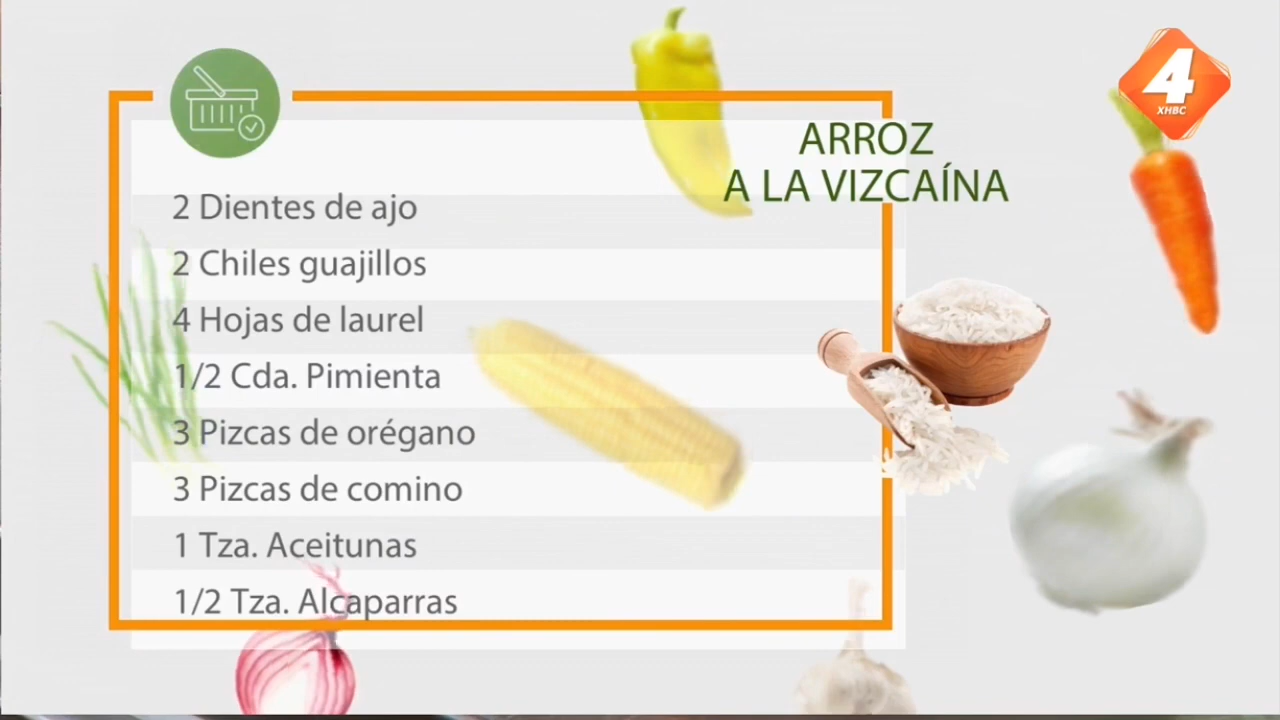 4
XHBC
ARROZ
A LA VIZCAÍNA
2 Dientes de ajo
2 Chiles guajillos
4 Hojas de laurel
1/2 Cda. Pimienta
3 Pizcas de orégano
3 Pizcas de comino
1 Tza. Aceitunas
1/2 Tza. Alcaparras